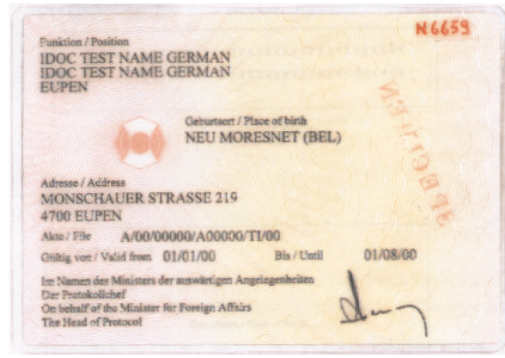 N6659
Funktion / Position
IDOC TEST NAME GERMAN
IDOC TEST NAME GERMAN
EUPEN
Geburtsort / Place of birth
NEU MORESNET (BEL)
SPECIMEN
Adresse / Address
MONSCHAUER STRASSE 219
4700 EUPEN
Akte / File A/00/00000/A00000/TI/00
Gültig von / Valid from 01/01/00 Bis / Until 01/08/00
Im Namen des Ministers der auswärtigen Angelegenheiten
Der Protokollchef
On behalf of the Minister for Foreign Affairs
The Head of Protocol